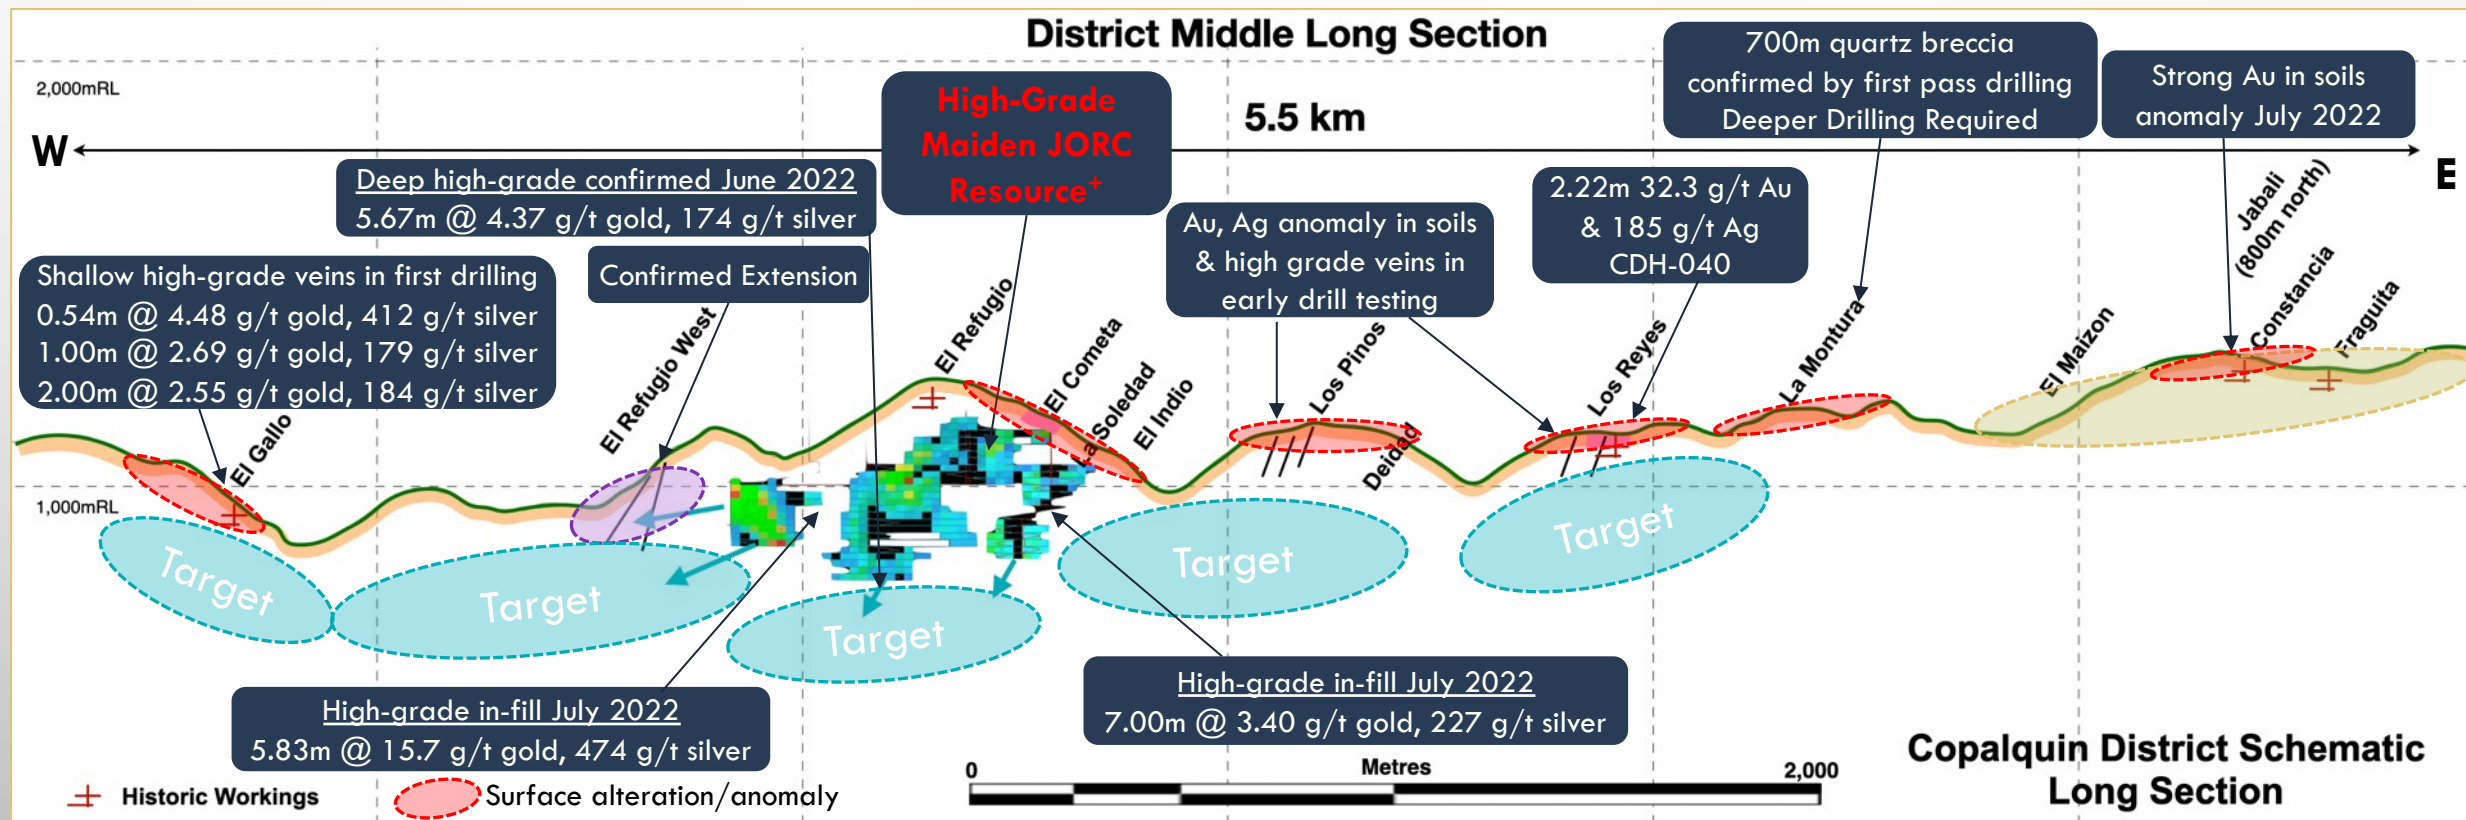 District Middle Long Section
2,000mRL
W
5.5 km
E
High-Grade
Maiden JORC
Resource+
700m quartz breccia
confirmed by first pass drilling
Deeper Drilling Required
Strong Au in soils
anomaly July 2022
Deep high-grade confirmed June 2022
5.67m @ 4.37 g/t gold, 174 g/t silver
2.22m 32.3 g/t Au
& 185 g/t Ag
CDH-040
Au, Ag anomaly in soils
& high grade veins in
early drill testing
Shallow high-grade veins in first drilling
0.54m @ 4.48 g/t gold, 412 g/t silver
1.00m @ 2.69 g/t gold, 179 g/t silver
2.00m @ 2.55 g/t gold, 184 g/t silver
Confirmed Extension
El Gallo
El Refugio West
El Refugio
El Cometa
La Soledad
El Indio
Los Pinos
Deidad
Los Reyes
La Montura
El Maizon
Jabali
(800m north)
Constancia
Fraguita
1,000mRL
Target
Target
Target
Target
Target
High-grade in-fill July 2022
5.83m @ 15.7 g/t gold, 474 g/t silver
High-grade in-fill July 2022
7.00m @ 3.40 g/t gold, 227 g/t silver
Historic Workings
Surface alteration/anomaly
0
Metres
2,000
Copalquin District Schematic
Long Section